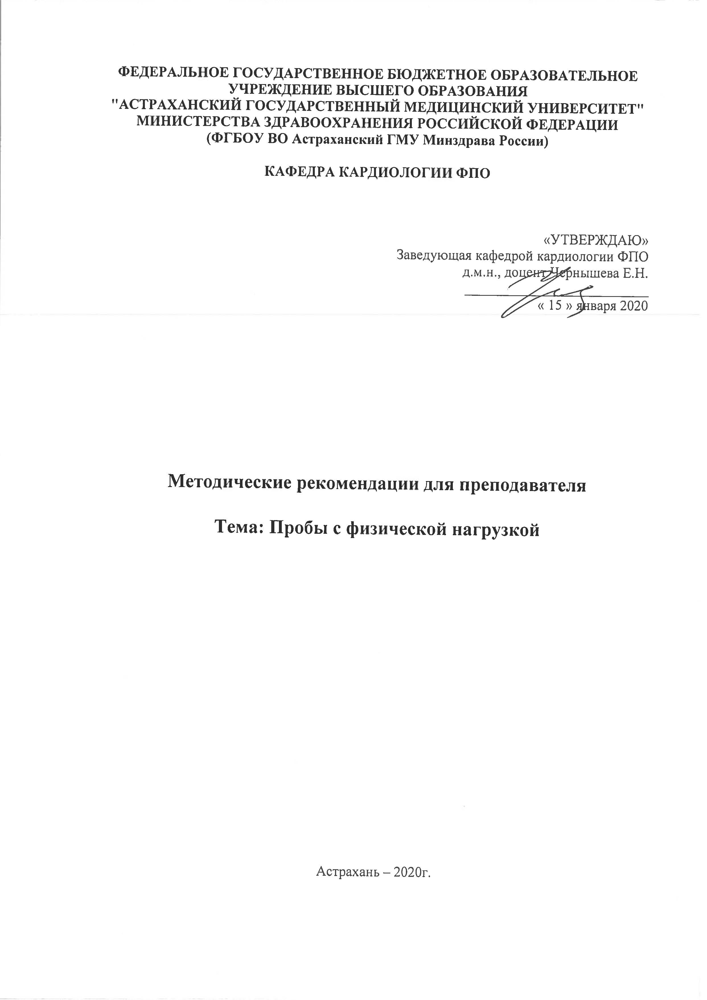 ФЕДЕРАЛЬНОЕ ГОСУДАРСТВЕННОЕ БЮДЖЕТНОЕ ОБРАЗОВАТЕЛЬНОЕ
УЧРЕЖДЕНИЕ ВЫСШЕГО ОБРАЗОВАНИЯ
"АСТРАХАНСКИЙ ГОСУДАРСТВЕННЫЙ МЕДИЦИНСКИЙ УНИВЕРСИТЕТ"
МИНИСТЕРСТВА ЗДРАВООХРАНЕНИЯ РОССИЙСКОЙ ФЕДЕРАЦИИ
(ФГБОУ ВО Астраханский ГМУ Минздрава России)
КАФЕДРА КАРДИОЛОГИИ ФПО
«УТВЕРЖДАЮ»
Заведующая кафедрой кардиологии ФПО
д.м.н., доцент Чернышева Е.Н.
« 15 » января 2020
Методические рекомендации для преподавателя
Тема: Пробы с физической нагрузкой
Астрахань – 2020г.